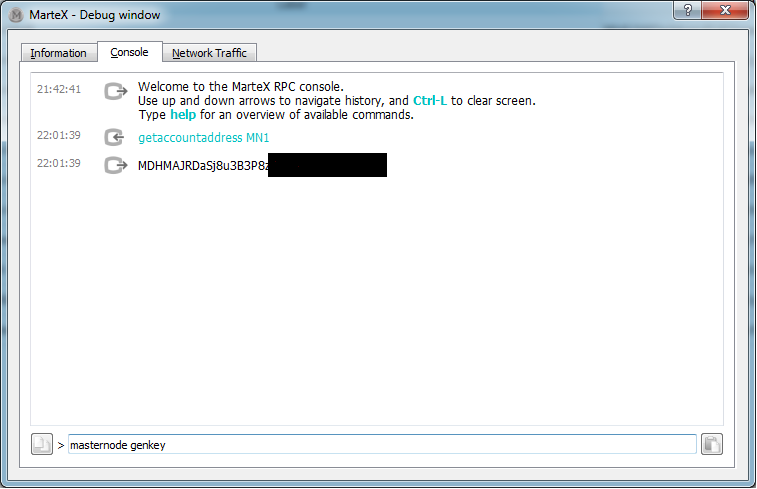 MarteX - Debug window
Information Console Network Traffic
21:42:41 Welcome to the MarteX RPC console.
Use up and down arrows to navigate history, and Ctrl-L to clear screen.
Type help for an overview of available commands.
22:01:39 getaccountaddress MN1
22:01:39 MDHMAJRDaSj8u3B3P8z
> masternode genkey